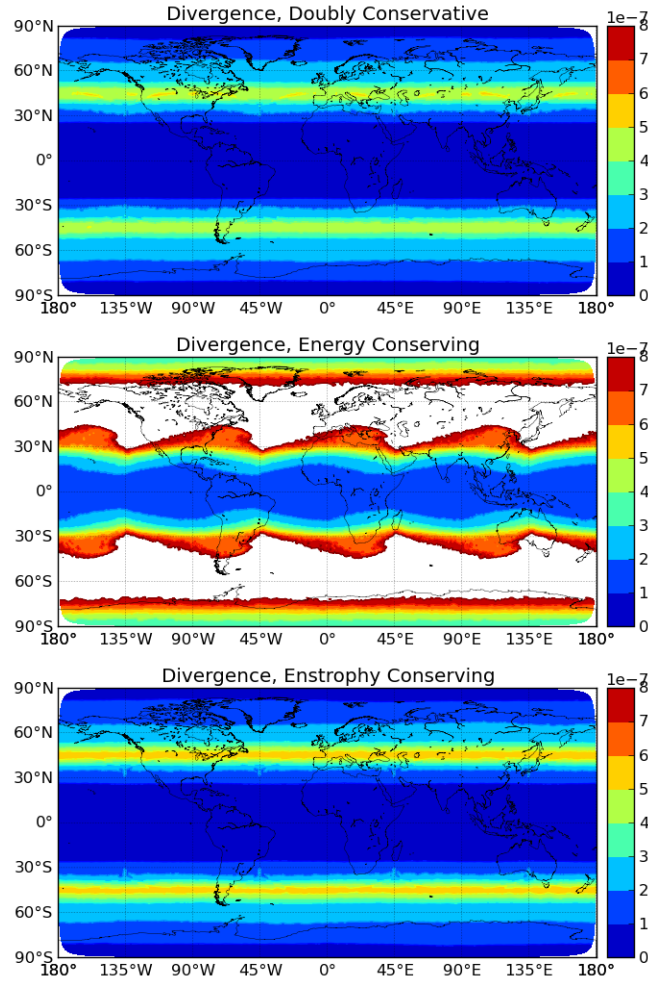 Divergence, Doubly Conservative
90°N
60°N
30°N
0°
30°S
60°S
90°S
180° 135°W 90°W 45°W 0° 45°E 90°E 135°E 180°
1e−7
8
7
6
5
4
3
2
1
0
Divergence, Energy Conserving
90°N
60°N
30°N
0°
30°S
60°S
90°S
180° 135°W 90°W 45°W 0° 45°E 90°E 135°E 180°
1e−7
8
7
6
5
4
3
2
1
0
Divergence, Enstrophy Conserving
90°N
60°N
30°N
0°
30°S
60°S
90°S
180° 135°W 90°W 45°W 0° 45°E 90°E 135°E 180°
1e−7
8
7
6
5
4
3
2
1
0